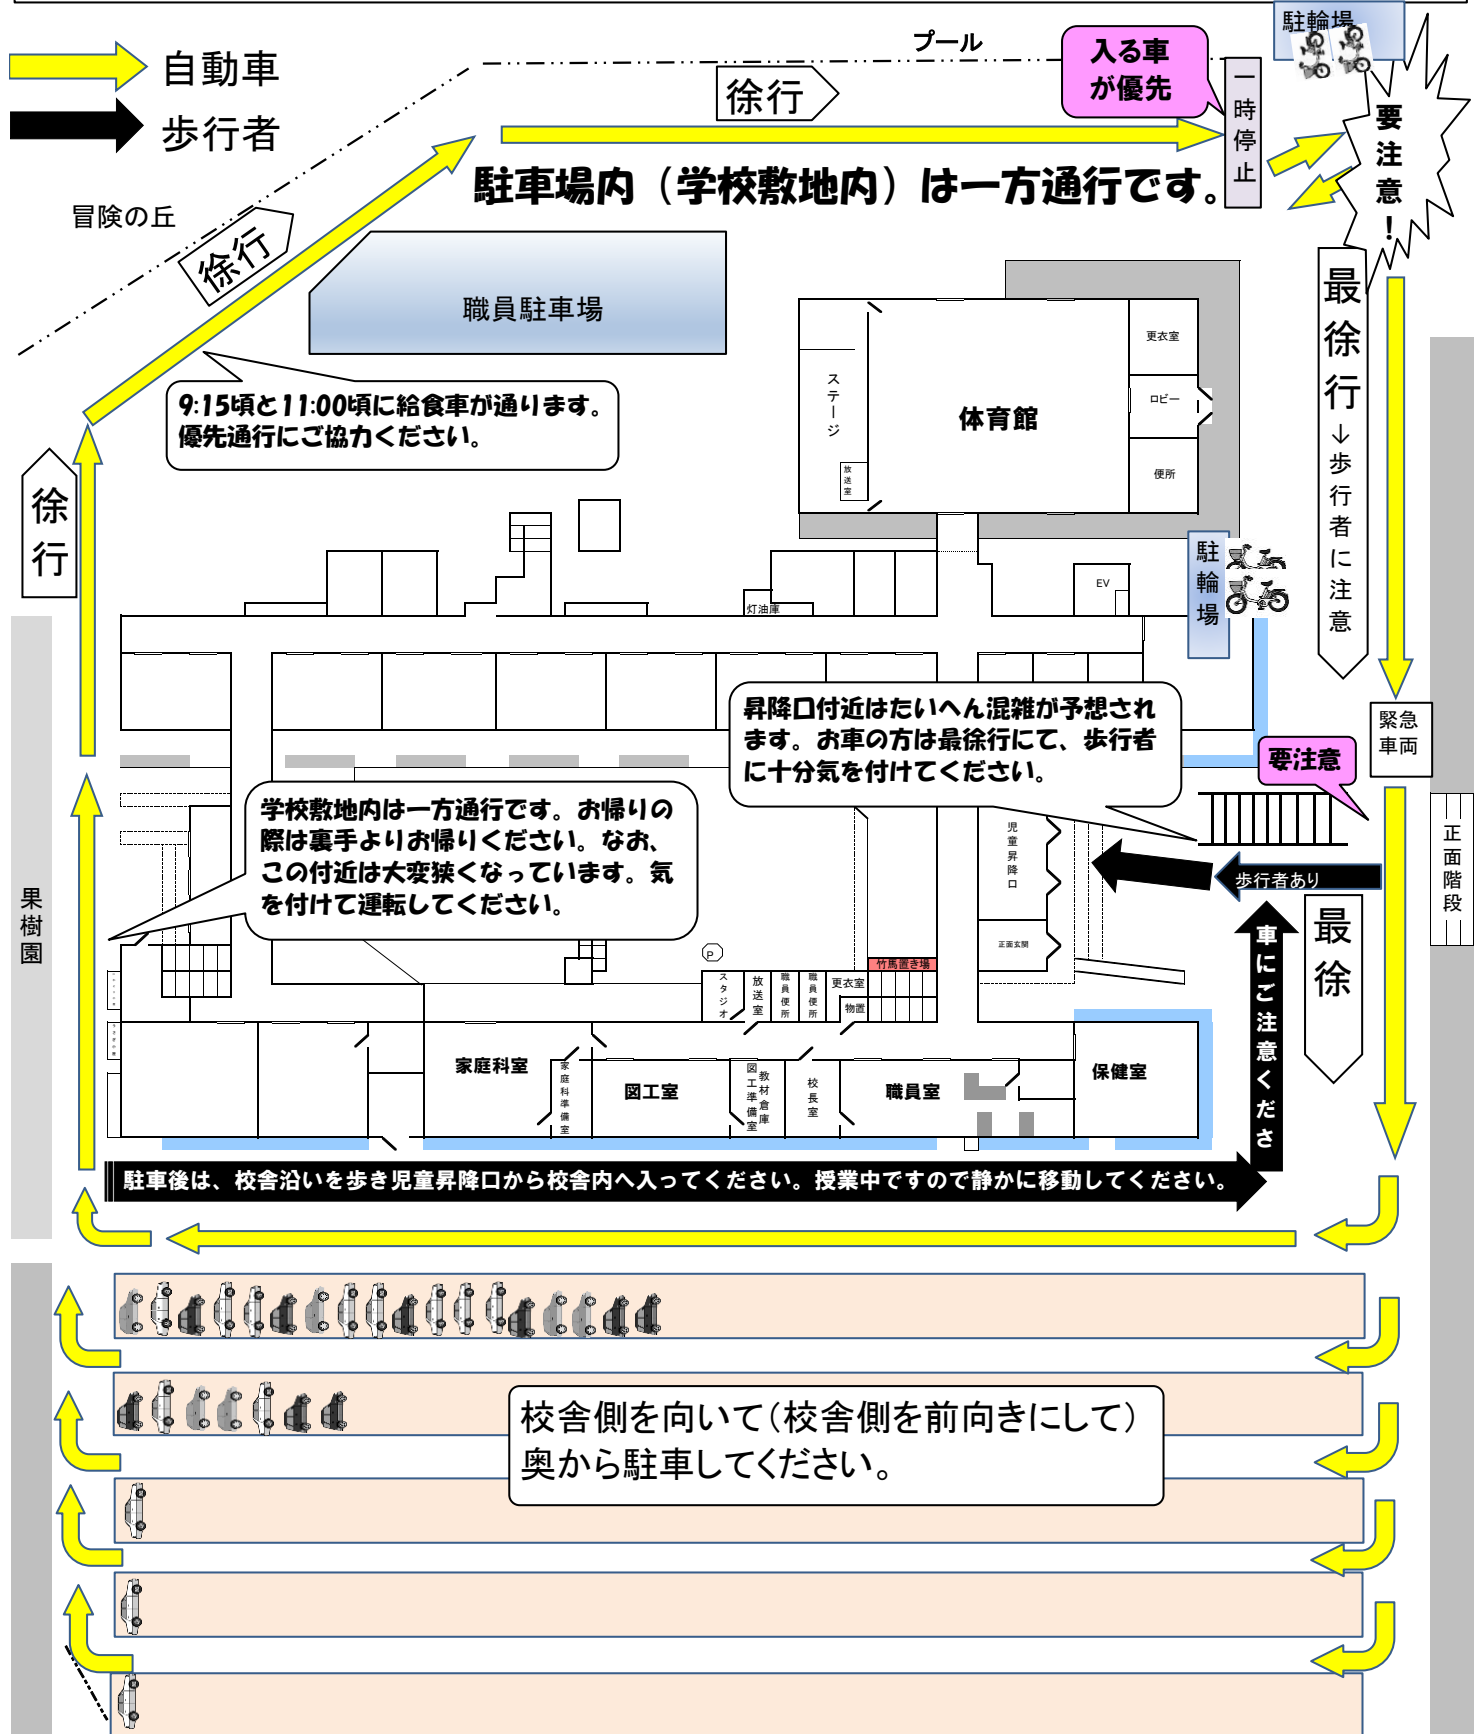 駐輪場
自動車
歩行者
プール
入る車
が優先
徐行
一時停止
要注意！
駐車場内（学校敷地内）は一方通行です。
冒険の丘
徐行
職員駐車場
最徐行→歩行者に注意
9:15頃と11:00頃に給食車が通ります。
優先通行にご協力ください。
ステージ
放送室
体育館
更衣室
ロビー
便所
徐行
駐輪場
EV
灯油庫
昇降口付近はたいへん混雑が予想され
ます。お車の方は最徐行にて、歩行者
に十分気を付けてください。
緊急
車両
要注意
学校敷地内は一方通行です。お帰りの
際は裏手よりお帰りください。なお、
この付近は大変狭くなっています。気
を付けて運転してください。
児童昇降口
正面玄関
歩行者あり
正面階段
果樹園
最徐
車にご注意くださ
P
竹馬置き場
スタジオ
放送室
職員便所
職員便所
更衣室
物置
家庭科室
家庭科準備室
図工室
図工準備室
教材倉庫
校長室
職員室
保健室
駐車後は、校舎沿いを歩き児童昇降口から校舎内へ入ってください。授業中ですので静かに移動してください。
校舎側を向いて（校舎側を前向きにして）
奥から駐車してください。